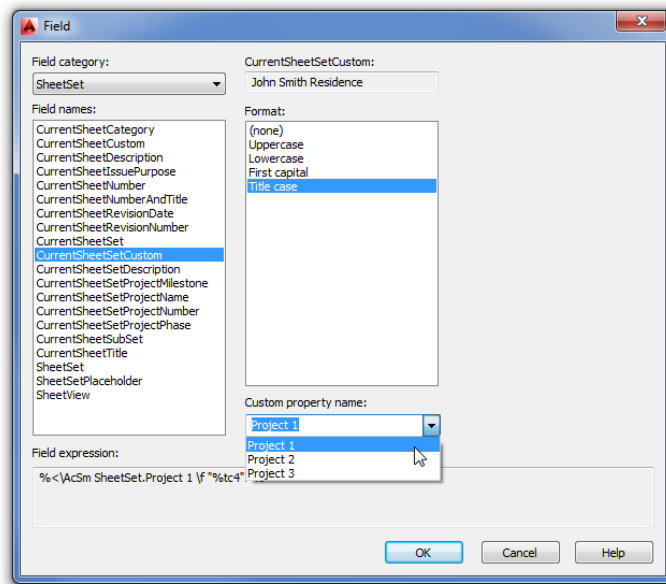 Field
Field category:
SheetSet
Field names:
CurrentSheetCategory
CurrentSheetCustom
CurrentSheetDescription
CurrentSheetIssuePurpose
CurrentSheetNumber
CurrentSheetNumberAndTitle
CurrentSheetRevisionDate
CurrentSheetRevisionNumber
CurrentSheetSet
CurrentSheetSetCustom
CurrentSheetSetDescription
CurrentSheetSetProjectMilestone
CurrentSheetSetProjectName
CurrentSheetSetProjectNumber
CurrentSheetSetProjectPhase
CurrentSheetSubSet
CurrentSheetTitle
SheetSet
SheetSetPlaceholder
SheetView
CurrentSheetSetCustom:
John Smith Residence
Format:
(none)
Uppercase
Lowercase
First capital
Title case
Custom property name:
Project 1
Project 1
Project 2
Project 3
Field expression:
%<\AcSm SheetSet.Project 1 \f "%tc4"
OK
Cancel
Help